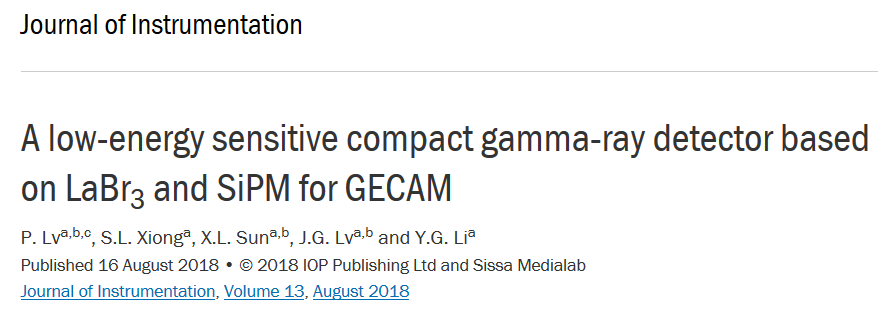 Journal of Instrumentation
A low-energy sensitive compact gamma-ray detector based
on LaBr₃ and SiPM for GECAM
P. Lvᵃ,ᵇ,ᶜ, S.L. Xiongᵃ, X.L. Sunᵃ,ᵇ, J.G. Lvᵃ,ᵇ and Y.G. Liᵃ
Published 16 August 2018 • © 2018 IOP Publishing Ltd and Sissa Medialab
Journal of Instrumentation, Volume 13, August 2018